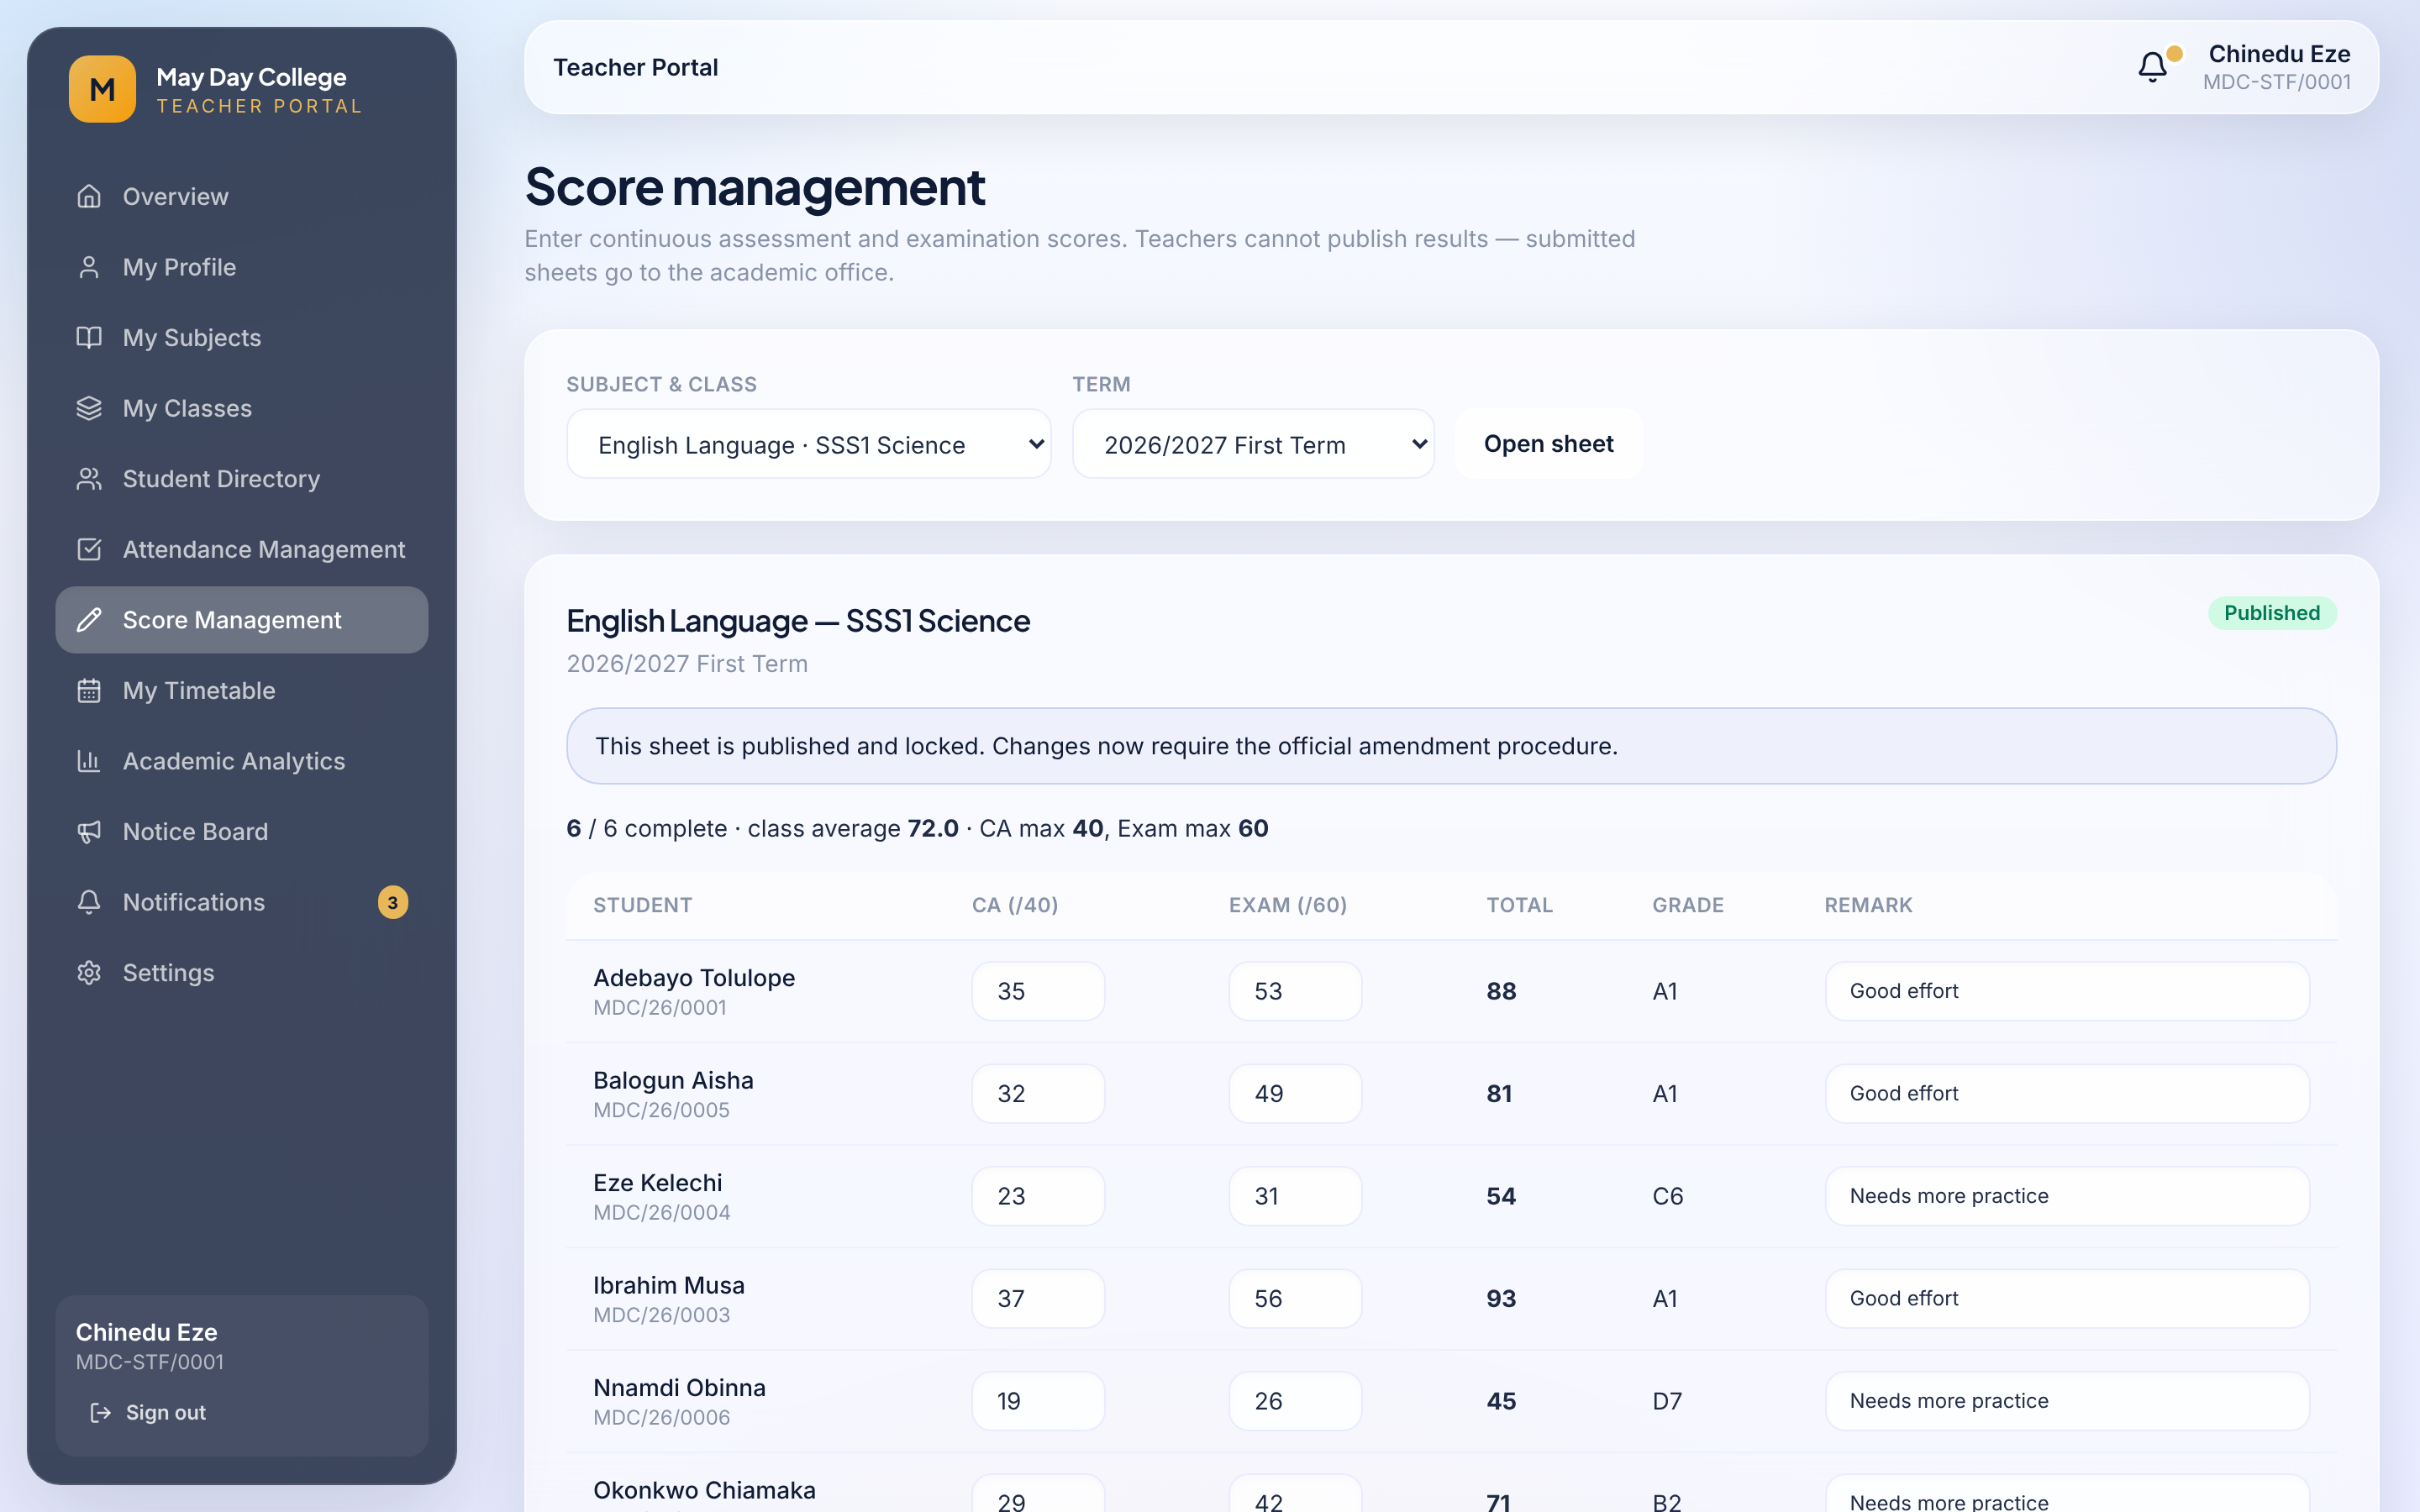 M
May Day College
TEACHER PORTAL
Overview
My Profile
My Subjects
My Classes
Student Directory
Attendance Management
Score Management
My Timetable
Academic Analytics
Notice Board
Notifications 3
Settings
Chinedu Eze
MDC-STF/0001
Sign out
Teacher Portal
Chinedu Eze
MDC-STF/0001
Score management
Enter continuous assessment and examination scores. Teachers cannot publish results — submitted
sheets go to the academic office.
SUBJECT & CLASS TERM
English Language · SSS1 Science 2026/2027 First Term Open sheet
English Language — SSS1 Science Published
2026/2027 First Term
This sheet is published and locked. Changes now require the official amendment procedure.
6 / 6 complete · class average 72.0 · CA max 40, Exam max 60
STUDENT CA (/40) EXAM (/60) TOTAL GRADE REMARK
Adebayo Tolulope 35 53 88 A1 Good effort
MDC/26/0001
Balogun Aisha 32 49 81 A1 Good effort
MDC/26/0005
Eze Kelechi 23 31 54 C6 Needs more practice
MDC/26/0004
Ibrahim Musa 37 56 93 A1 Good effort
MDC/26/0003
Nnamdi Obinna 19 26 45 D7 Needs more practice
MDC/26/0006
Okonkwo Chiamaka 29 42 71 B2 Needs more practice